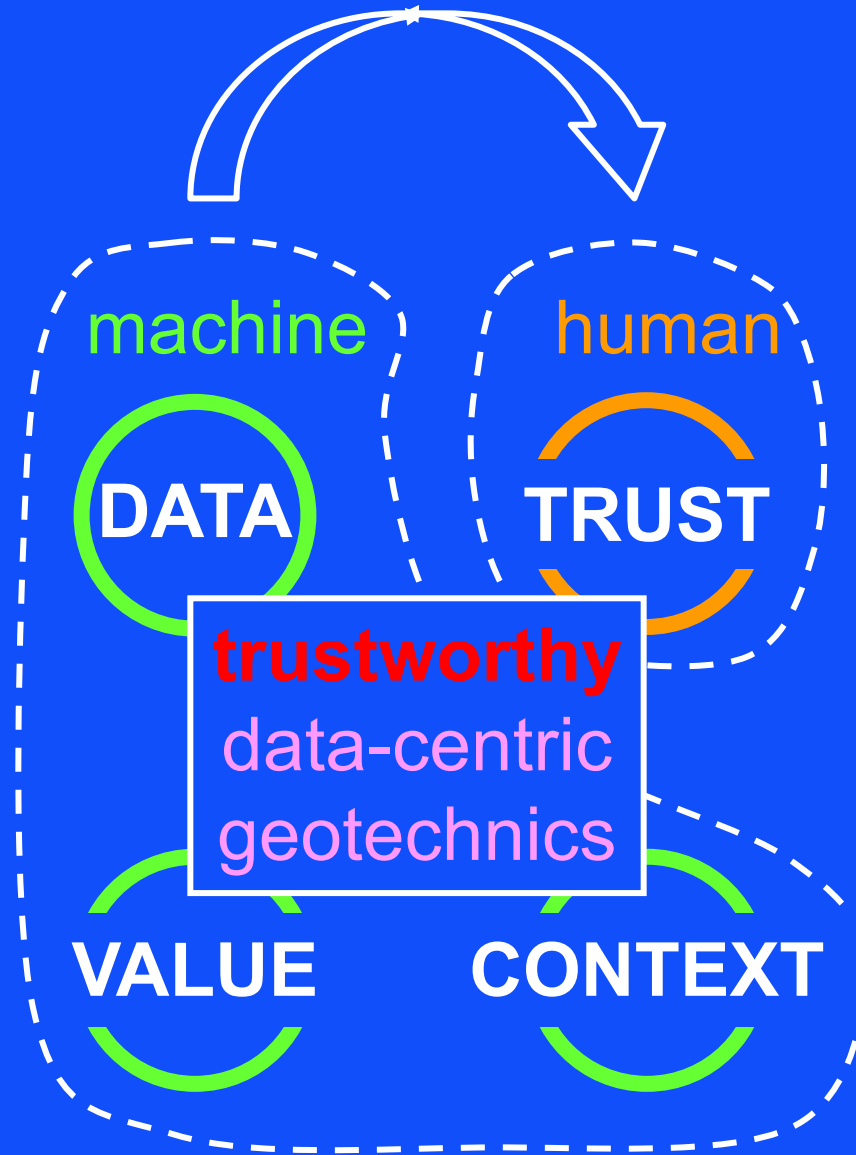 machine
human
DATA
TRUST
trustworthy
data-centric
geotechnics
VALUE
CONTEXT